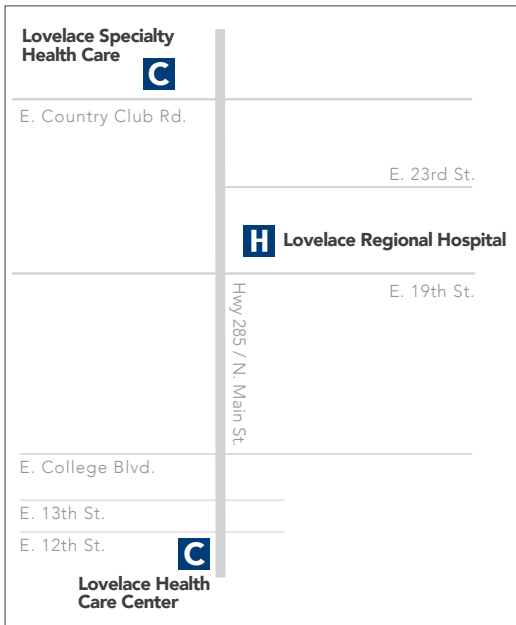 Lovelace Specialty
Health Care
C
E. Country Club Rd.
E. 23rd St.
H Lovelace Regional Hospital
E. 19th St.
Hwy 285 / N. Main St.
E. College Blvd.
E. 13th St.
E. 12th St.
C
Lovelace Health
Care Center